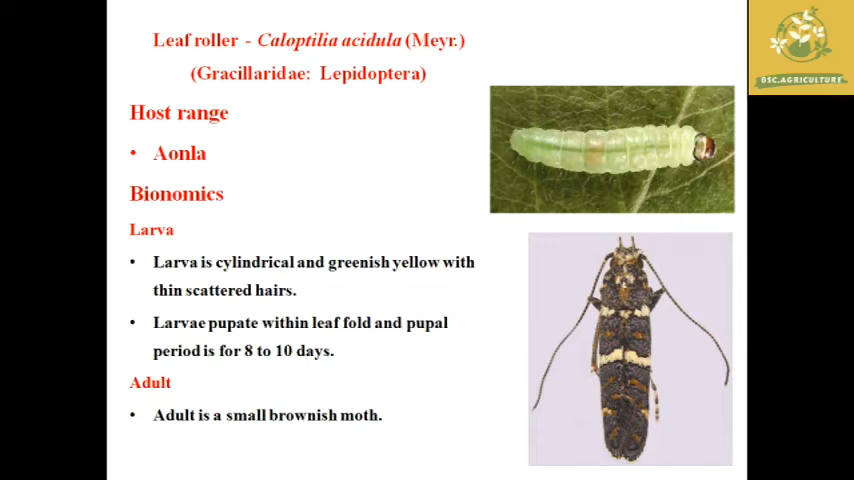 Leaf roller - Caloptilia acidula (Meyr.)
(Gracillaridae: Lepidoptera)
Host range
• Aonla
Bionomics
Larva
• Larva is cylindrical and greenish yellow with
thin scattered hairs.
• Larvae pupate within leaf fold and pupal
period is for 8 to 10 days.
Adult
• Adult is a small brownish moth.
BSC.AGRICULTURE